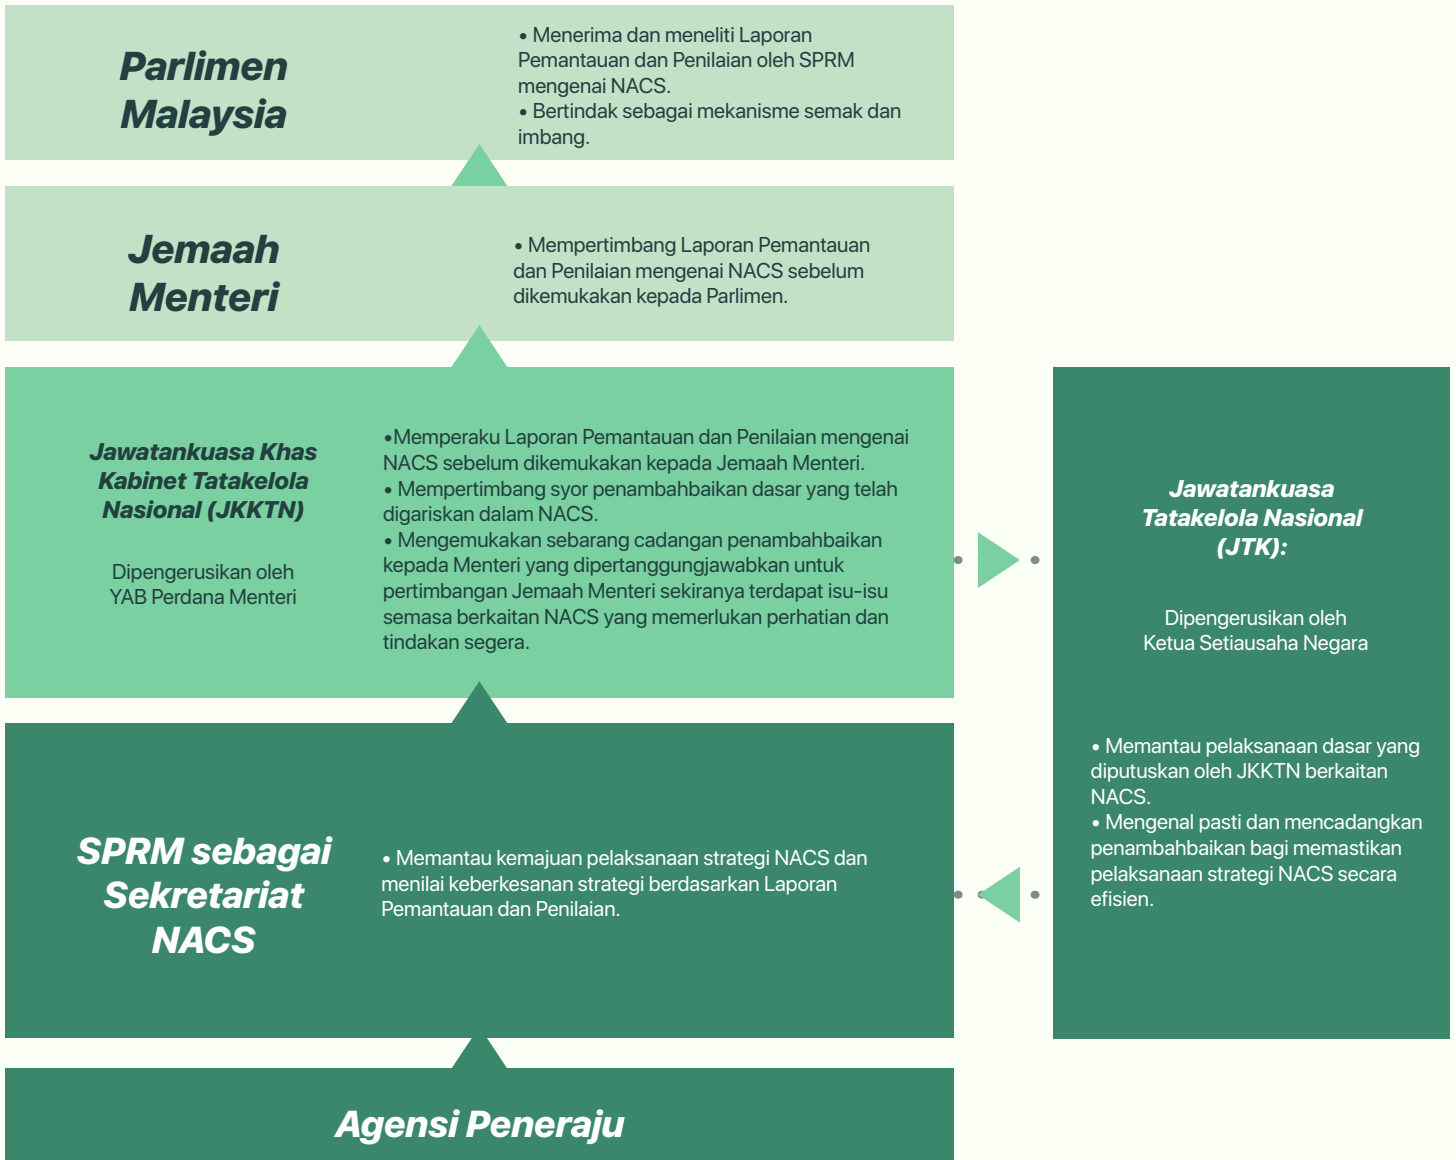 Parlimen
Malaysia
• Menerima dan meneliti Laporan
Pemantauan dan Penilaian oleh SPRM
mengenai NACS.
• Bertindak sebagai mekanisme semak dan
imbang.
Jemaah
Menteri
• Mempertimbang Laporan Pemantauan
dan Penilaian mengenai NACS sebelum
dikemukakan kepada Parlimen.
Jawatankuasa Khas
Kabinet Tatakelola
Nasional (JKKTN)
Dipengerusikan oleh
YAB Perdana Menteri
•Memperaku Laporan Pemantauan dan Penilaian mengenai
NACS sebelum dikemukakan kepada Jemaah Menteri.
• Mempertimbang syor penambahbaikan dasar yang telah
digariskan dalam NACS.
• Mengemukakan sebarang cadangan penambahbaikan
kepada Menteri yang dipertanggungjawabkan untuk
pertimbangan Jemaah Menteri sekiranya terdapat isu-isu
semasa berkaitan NACS yang memerlukan perhatian dan
tindakan segera.
Jawatankuasa
Tatakelola Nasional
(JTK):
Dipengerusikan oleh
Ketua Setiausaha Negara
• Memantau pelaksanaan dasar yang
diputuskan oleh JKKTN berkaitan
NACS.
• Mengenal pasti dan mencadangkan
penambahbaikan bagi memastikan
pelaksanaan strategi NACS secara
efisien.
SPRM sebagai
Sekretariat
NACS
• Memantau kemajuan pelaksanaan strategi NACS dan
menilai keberkesanan strategi berdasarkan Laporan
Pemantauan dan Penilaian.
Agensi Peneraju